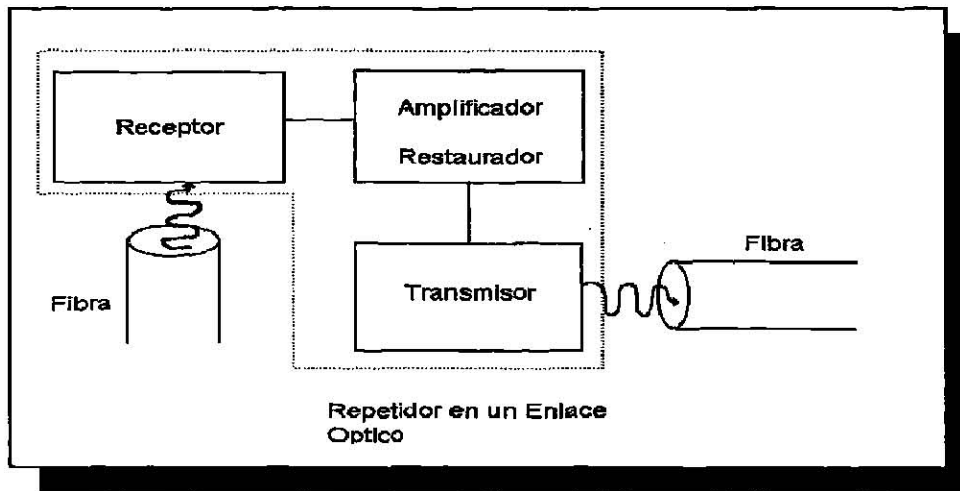 Receptor
Amplificador
Restaurador
Transmisor
Fibra
Fibra
Repetidor en un Enlace
Optico